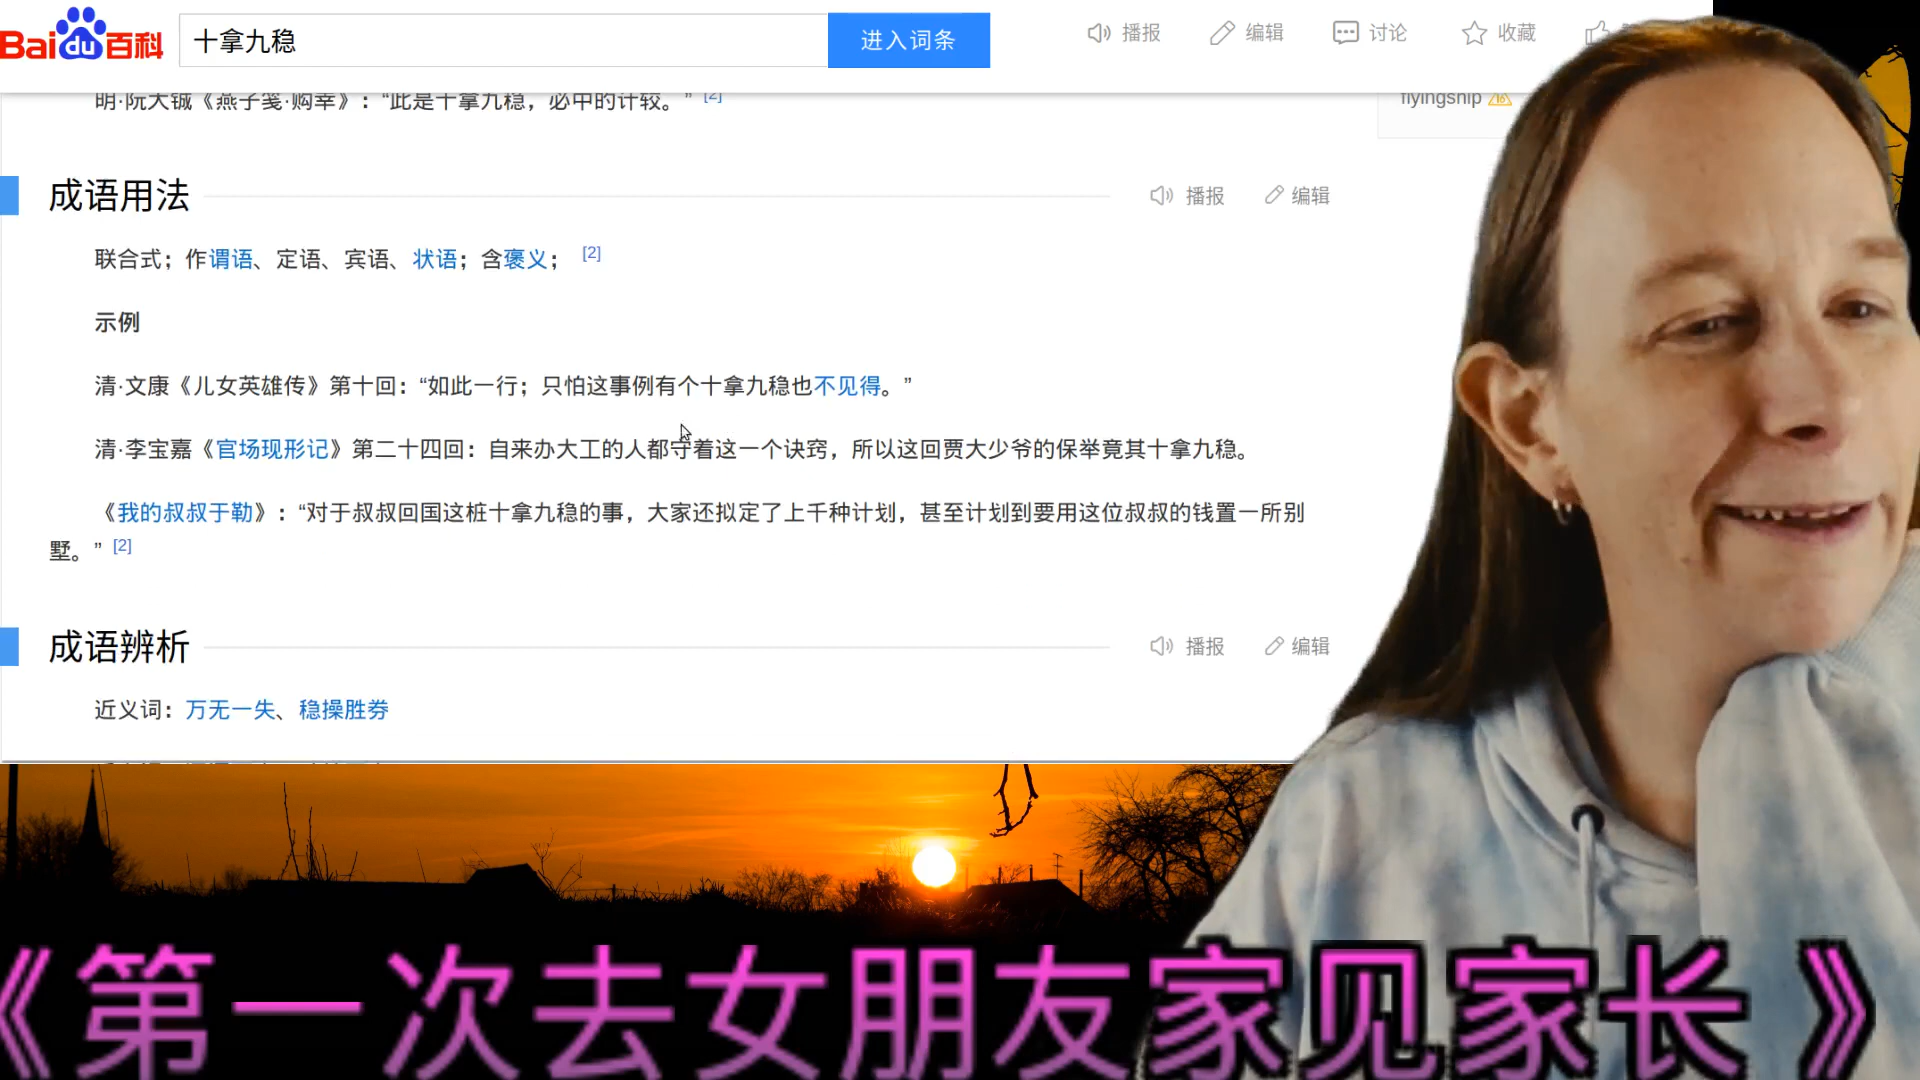 Bai du 百科
十拿九稳
进入词条
播报
编辑
讨论
收藏
明·阮大铖《燕子笺·购幸》：“此是十拿九稳，必中的计较。” [2]
flyingship
成语用法
播报
编辑
联合式；作谓语、定语、宾语、状语；含褒义； [2]
示例
清·文康《儿女英雄传》第十回：“如此一行；只怕这事例有个十拿九稳也不见得。”
清·李宝嘉《官场现形记》第二十四回：自来办大工的人都守着这一个诀窍，所以这回贾大少爷的保举竟其十拿九稳。
《我的叔叔于勒》：“对于叔叔回国这桩十拿九稳的事，大家还拟定了上千种计划，甚至计划到要用这位叔叔的钱置一所别
墅。” [2]
成语辨析
播报
编辑
近义词：万无一失、稳操胜券
《第一次去女朋友家见家长》